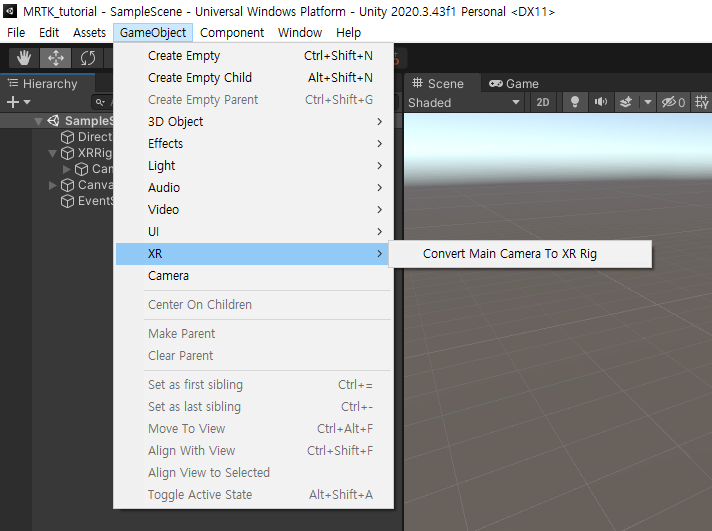 MRTK_tutorial - SampleScene - Universal Windows Platform - Unity 2020.3.43f1 Personal <DX11>
File Edit Assets GameObject Component Window Help
Hierarchy
Scene
Game
Shaded
2D
0
SampleS
Direct
XRRig
Can
Canva
EventS
Create Empty Ctrl+Shift+N
Create Empty Child Alt+Shift+N
Create Empty Parent Ctrl+Shift+G
3D Object
Effects
Light
Audio
Video
UI
XR
Convert Main Camera To XR Rig
Camera
Center On Children
Make Parent
Clear Parent
Set as first sibling Ctrl+=
Set as last sibling Ctrl+-
Move To View Ctrl+Alt+F
Align With View Ctrl+Shift+F
Align View to Selected
Toggle Active State Alt+Shift+A